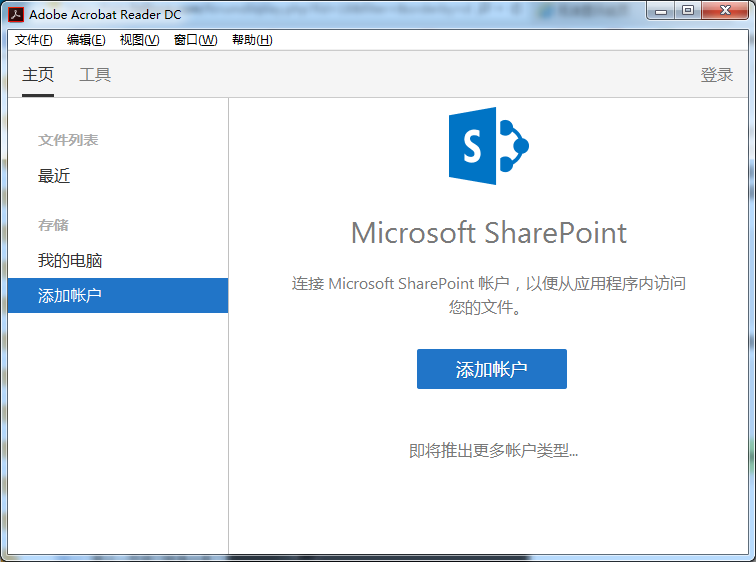 Adobe Acrobat Reader DC
文件(F) 编辑(E) 视图(V) 窗口(W) 帮助(H)
主页 工具 登录
文件列表
最近
存储
我的电脑
添加帐户
S
Microsoft SharePoint
连接 Microsoft SharePoint 帐户，以便从应用程序内访问
您的文件。
添加帐户
即将推出更多帐户类型...